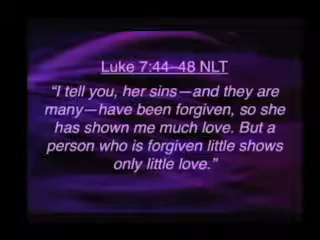 Luke 7:44–48 NLT
“I tell you, her sins—and they are
many—have been forgiven, so she
has shown me much love. But a
person who is forgiven little shows
only little love.”